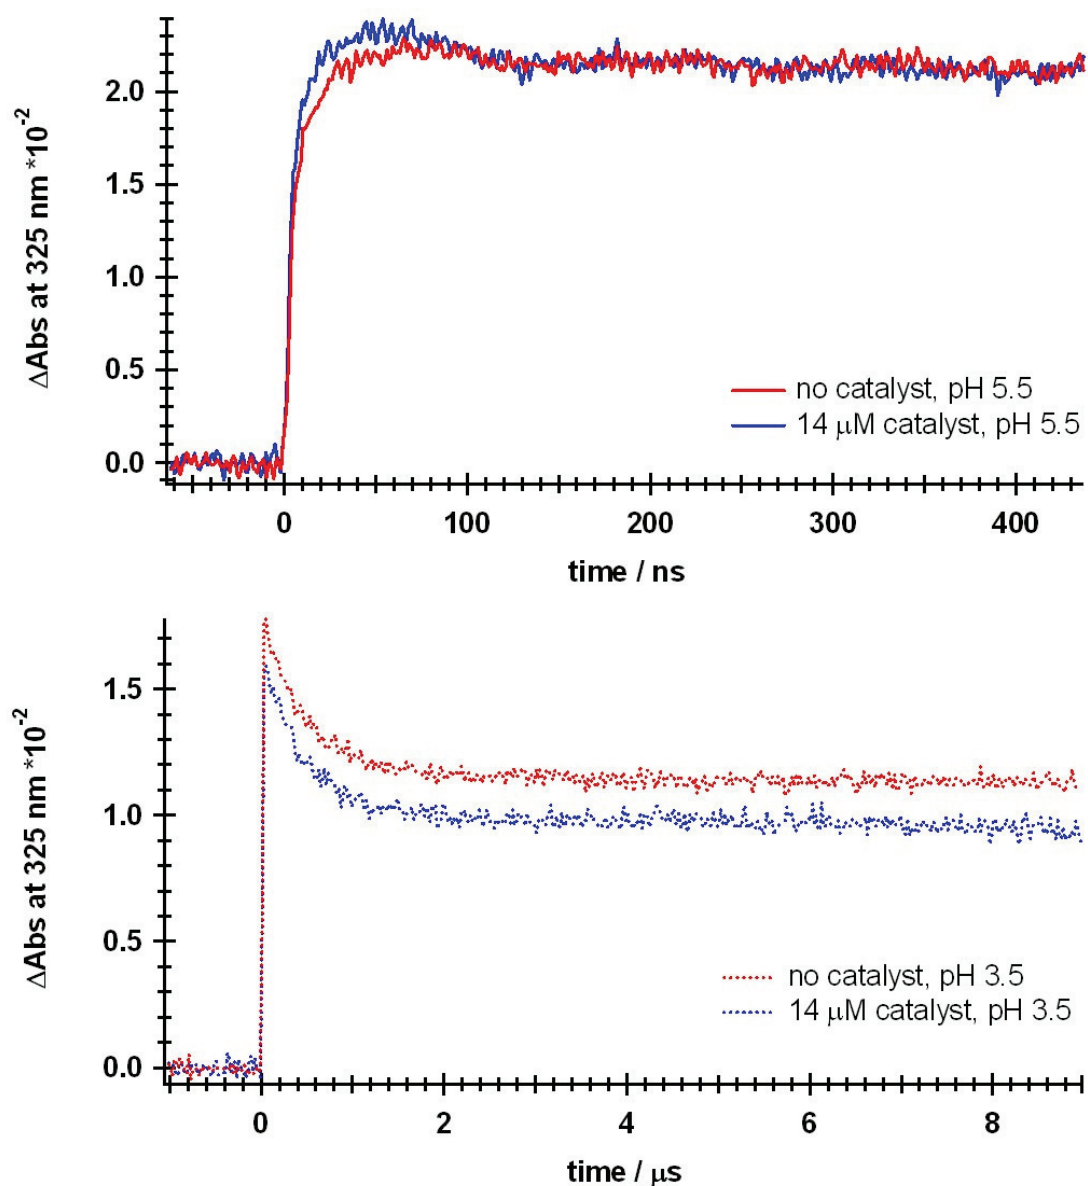 ΔAbs at 325 nm *10⁻²
2.0
1.5
1.0
0.5
0.0
no catalyst, pH 5.5
14 μM catalyst, pH 5.5
0 100 200 300 400
time / ns
ΔAbs at 325 nm *10⁻²
1.5
1.0
0.5
0.0
no catalyst, pH 3.5
14 μM catalyst, pH 3.5
0 2 4 6 8
time / μs